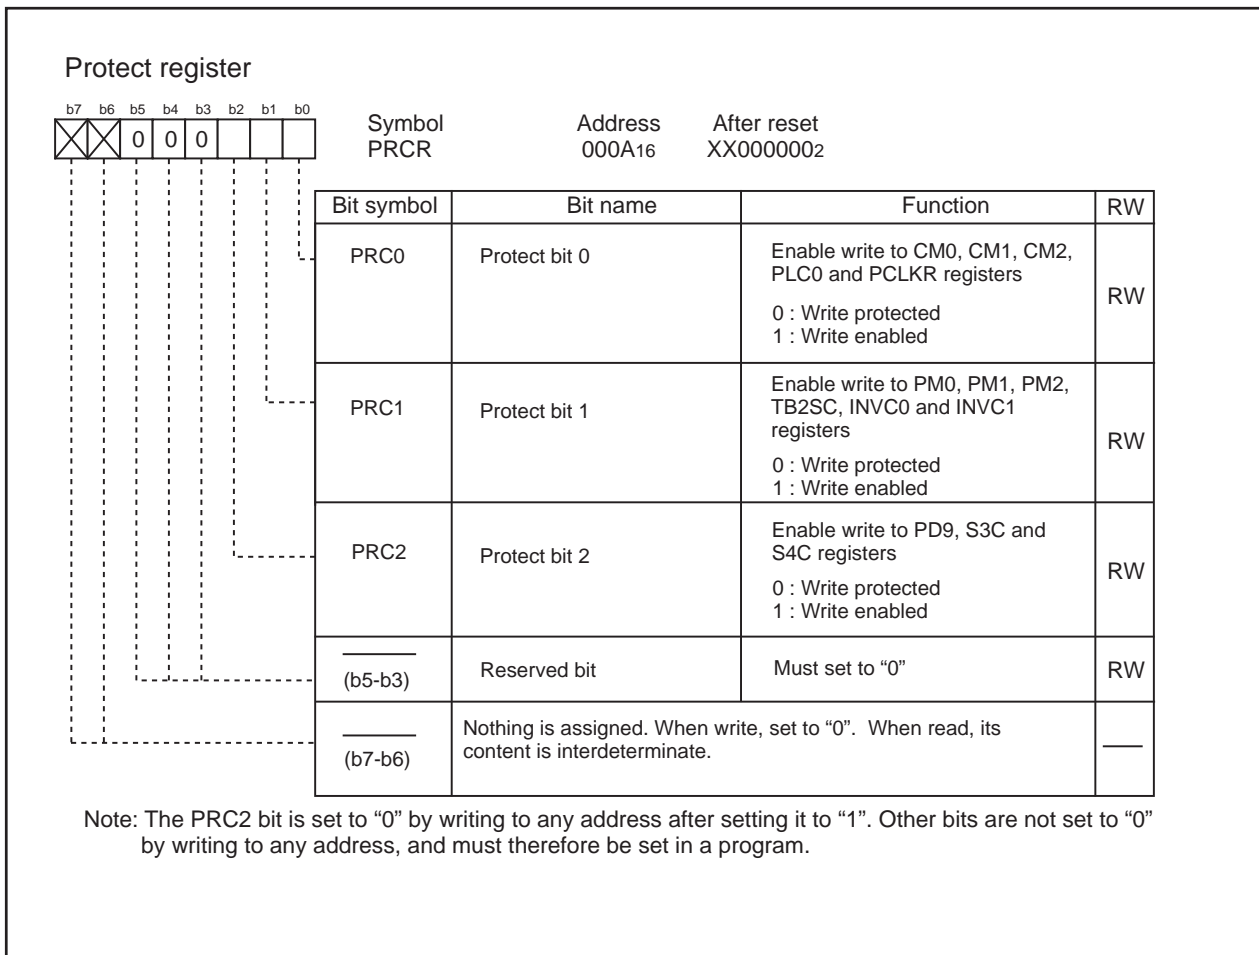 Protect register
b7 b6 b5 b4 b3 b2 b1 b0
0 0 0
Symbol Address After reset
PRCR 000A16 XX0000002
Bit symbol Bit name Function RW
PRC0 Protect bit 0 Enable write to CM0, CM1, CM2,
PLC0 and PCLKR registers
0 : Write protected
1 : Write enabled
RW
PRC1 Protect bit 1 Enable write to PM0, PM1, PM2,
TB2SC, INVC0 and INVC1
registers
0 : Write protected
1 : Write enabled
RW
PRC2 Protect bit 2 Enable write to PD9, S3C and
S4C registers
0 : Write protected
1 : Write enabled
RW
(b5-b3) Reserved bit Must set to “0” RW
(b7-b6) Nothing is assigned. When write, set to “0”. When read, its
content is interdeterminate.
Note: The PRC2 bit is set to “0” by writing to any address after setting it to “1”. Other bits are not set to “0”
by writing to any address, and must therefore be set in a program.